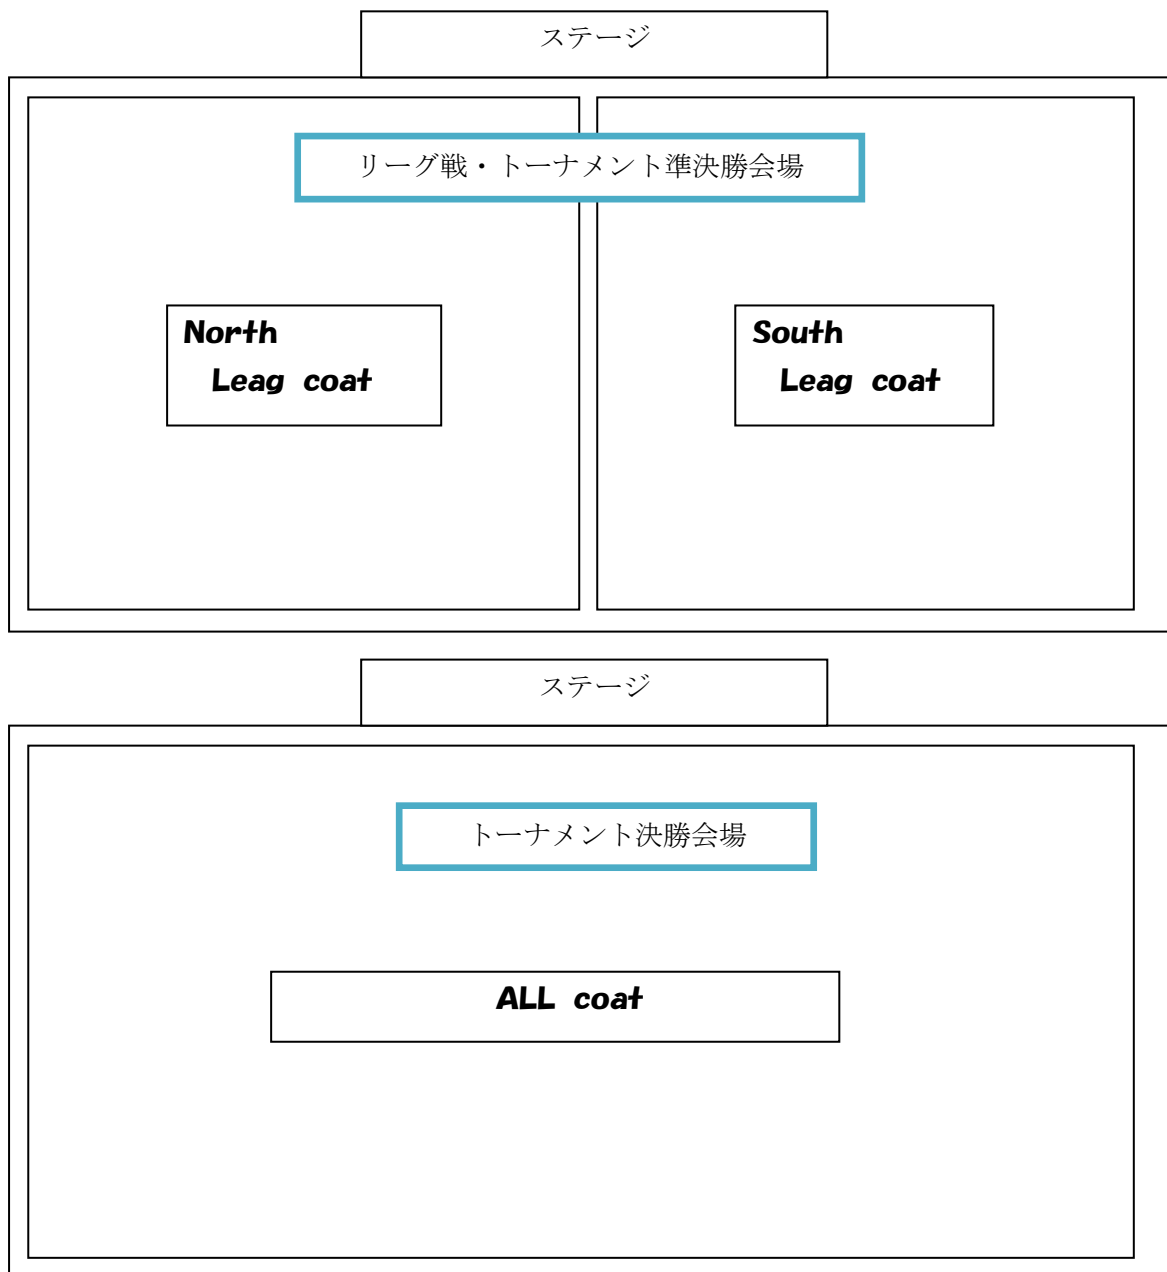 ステージ
リーグ戦・トーナメント準決勝会場
North
Leag coat
South
Leag coat
ステージ
トーナメント決勝会場
ALL coat